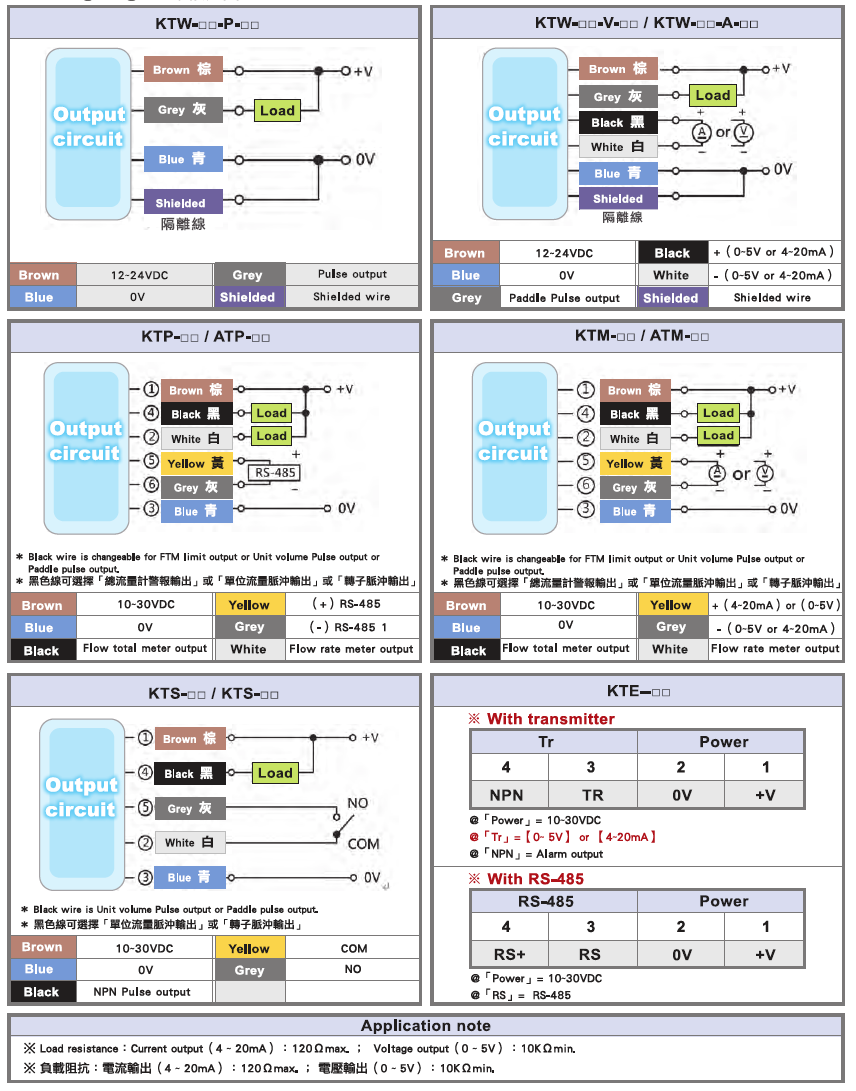 KTW-□□-P-□□
Output circuit
Brown 棕
+V
Grey 灰
Load
Blue 青
0V
Shielded
隔離線
Brown 12-24VDC Grey Pulse output
Blue 0V Shielded Shielded wire
KTW-□□-V-□□ / KTW-□□-A-□□
Output circuit
Brown 棕
+V
Grey 灰
Load
Black 黑
+ +
A or V
White 白
- -
Blue 青
0V
Shielded
隔離線
Brown 12-24VDC Black + ( 0-5V or 4-20mA )
Blue 0V White - ( 0-5V or 4-20mA )
Grey Paddle Pulse output Shielded Shielded wire
KTP-□□ / ATP-□□
Output circuit
① Brown 棕 +V
④ Black 黑 Load
② White 白 Load
⑤ Yellow 黃 +
RS-485
⑥ Grey 灰 -
③ Blue 青 0V
* Black wire is changeable for FTM limit output or Unit volume Pulse output or
Paddle pulse output.
* 黑色線可選擇「總流量計警報輸出」或「單位流量脈沖輸出」或「轉子脈沖輸出」
Brown 10-30VDC Yellow ( + ) RS-485
Blue 0V Grey ( - ) RS-485 1
Black Flow total meter output White Flow rate meter output
KTM-□□ / ATM-□□
Output circuit
① Brown 棕 +V
④ Black 黑 Load
② White 白 Load
⑤ Yellow 黃 + +
A or V
⑥ Grey 灰 - -
③ Blue 青 0V
* Black wire is changeable for FTM limit output or Unit volume Pulse output or
Paddle pulse output.
* 黑色線可選擇「總流量計警報輸出」或「單位流量脈沖輸出」或「轉子脈沖輸出」
Brown 10-30VDC Yellow + ( 4-20mA ) or ( 0-5V )
Blue 0V Grey - ( 0-5V or 4-20mA )
Black Flow total meter output White Flow rate meter output
KTS-□□ / KTS-□□
Output circuit
① Brown 棕 +V
④ Black 黑 Load
⑤ Grey 灰 NO
② White 白 COM
③ Blue 青 0V
* Black wire is Unit volume Pulse output or Paddle pulse output.
* 黑色線可選擇「單位流量脈沖輸出」或「轉子脈沖輸出」
Brown 10-30VDC Yellow COM
Blue 0V Grey NO
Black NPN Pulse output
KTE-□□
※ With transmitter
Tr Power
4 3 2 1
NPN TR 0V +V
@「Power」= 10-30VDC
@「Tr」=【0- 5V】 or 【4-20mA】
@「NPN」= Alarm output
※ With RS-485
RS-485 Power
4 3 2 1
RS+ RS 0V +V
@「Power」= 10-30VDC
@「RS」= RS-485
Application note
※ Load resistance：Current output ( 4 - 20mA ) ：120Ωmax. ； Voltage output ( 0 - 5V ) ：10KΩmin.
※ 負載阻抗：電流輸出 ( 4 - 20mA ) ：120Ωmax. ；電壓輸出 ( 0 - 5V ) ：10KΩmin.